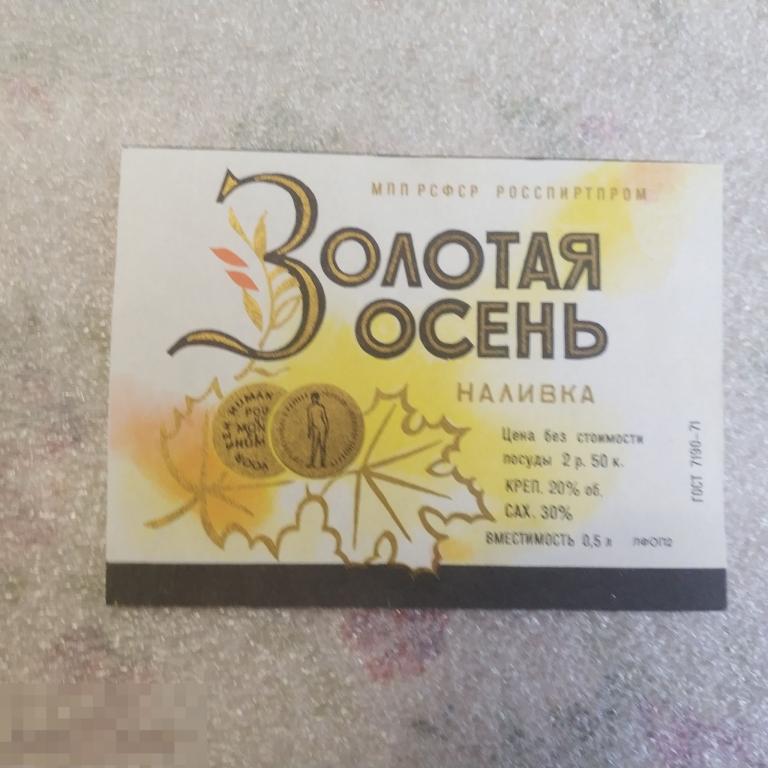 МПП РСФСР РОССПИРТПРОМ
ЗОЛОТАЯ
ОСЕНЬ
НАЛИВКА
Цена без стоимости
посуды 2 р. 50 к.
КРЕП. 20% об.
САХ. 30%
ВМЕСТИМОСТЬ 0,5 л ЛФОП2
ГОСТ 7190-71